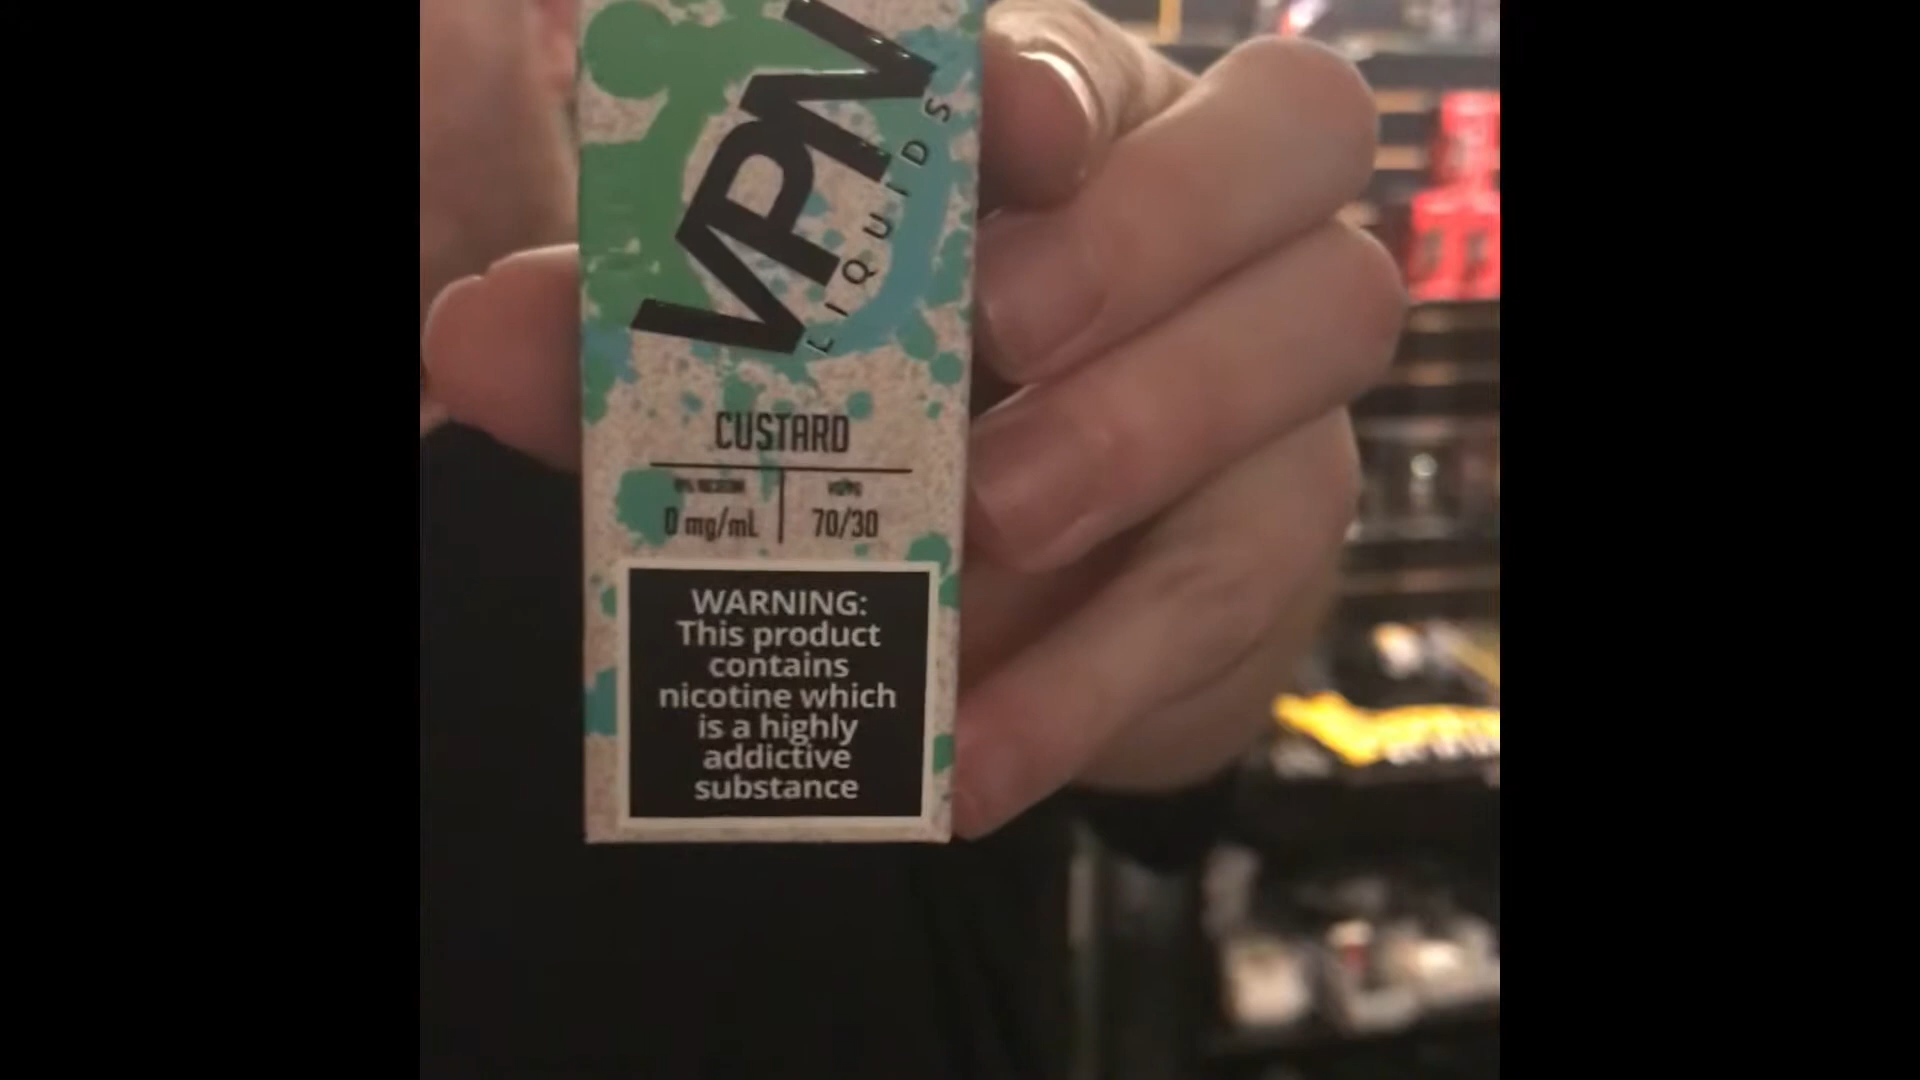 VPN
LIQUIDS
CUSTARD
0 mg/mL
70/30
WARNING:
This product
contains
nicotine which
is a highly
addictive
substance